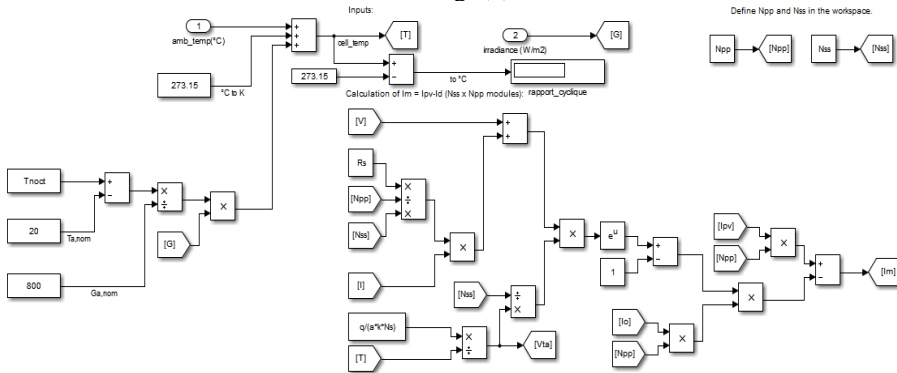 Inputs:
Define Npp and Nss in the workspace.
1
amb_temp(°C)
+
+
+
cell_temp
[T]
2
irradiance (W/m2)
[G]
Npp
[Npp]
Nss
[Nss]
273.15
°C to K
273.15
+
−
to °C
rapport_cyclique
Calculation of Im = Ipv-Id (Nss x Npp modules):
[V]
+
+
Tnoct
+
−
20
Ta,nom
×
÷
×
[G]
800
Ga,nom
Rs
[Npp]
[Nss]
×
÷
×
×
[I]
×
e^u
+
−
1
[Ipv]
[Npp]
×
+
−
[Im]
×
[Nss]
÷
×
q/(a*k*Ns)
[T]
×
÷
[Vta]
[Io]
[Npp]
×